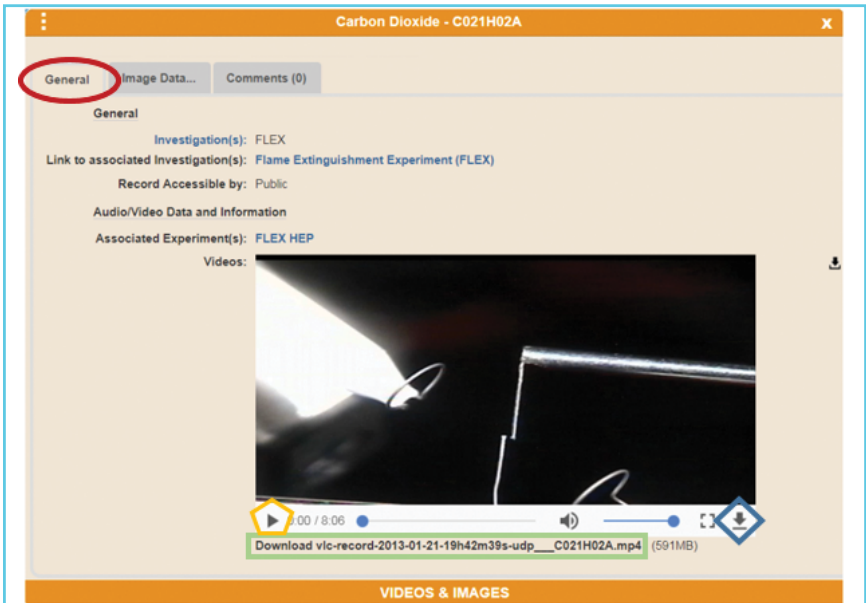 Carbon Dioxide - C021H02A x
General Image Data... Comments (0)
General
Investigation(s): FLEX
Link to associated Investigation(s): Flame Extinguishment Experiment (FLEX)
Record Accessible by: Public
Audio/Video Data and Information
Associated Experiment(s): FLEX HEP
Videos:
0:00 / 8:06
Download vlc-record-2013-01-21-19h42m39s-udp___C021H02A.mp4 (591MB)
VIDEOS & IMAGES